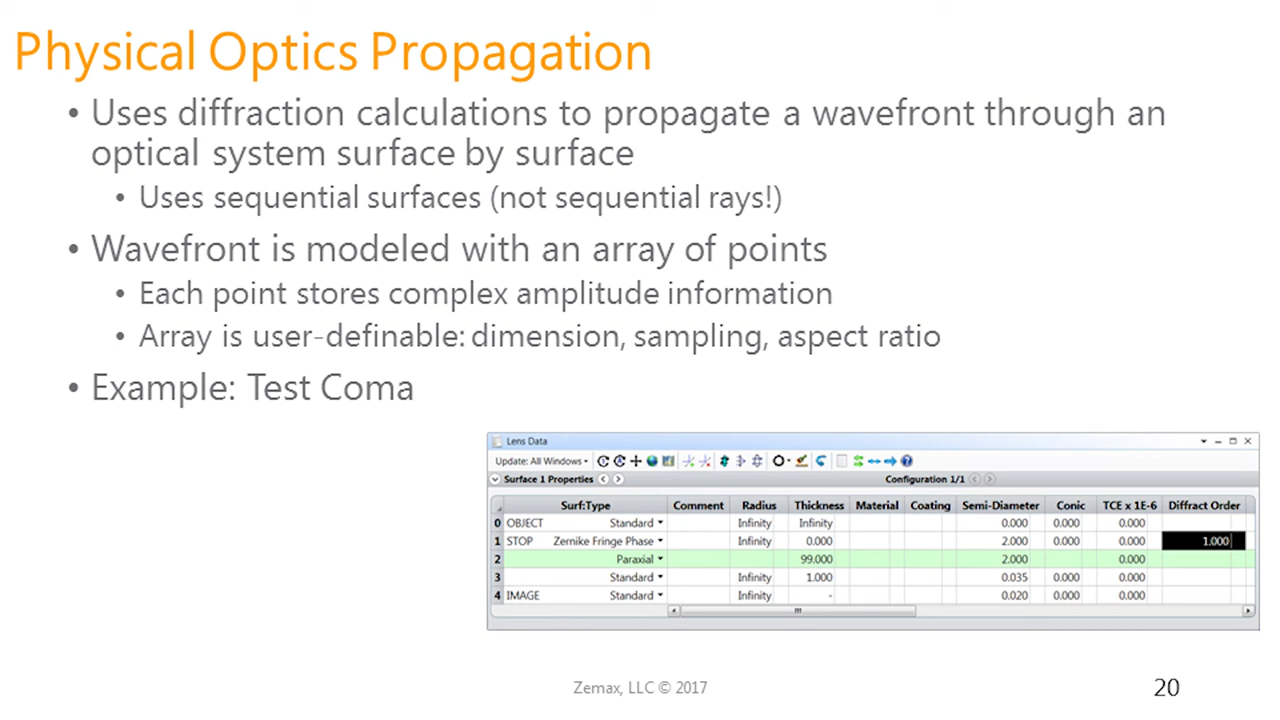 Physical Optics Propagation
• Uses diffraction calculations to propagate a wavefront through an
optical system surface by surface
• Uses sequential surfaces (not sequential rays!)
• Wavefront is modeled with an array of points
• Each point stores complex amplitude information
• Array is user-definable: dimension, sampling, aspect ratio
• Example: Test Coma
Lens Data
Update: All Windows
Surface 1 Properties Configuration 1/1
Surf:Type Comment Radius Thickness Material Coating Semi-Diameter Conic TCE x 1E-6 Diffract Order
0 OBJECT Standard Infinity Infinity 0.000 0.000 0.000
1 STOP Zernike Fringe Phase Infinity 0.000 2.000 0.000 0.000 1.000
2 Paraxial 99.000 2.000 0.000
3 Standard Infinity 1.000 0.035 0.000 0.000
4 IMAGE Standard Infinity - 0.020 0.000 0.000
Zemax, LLC © 2017
20